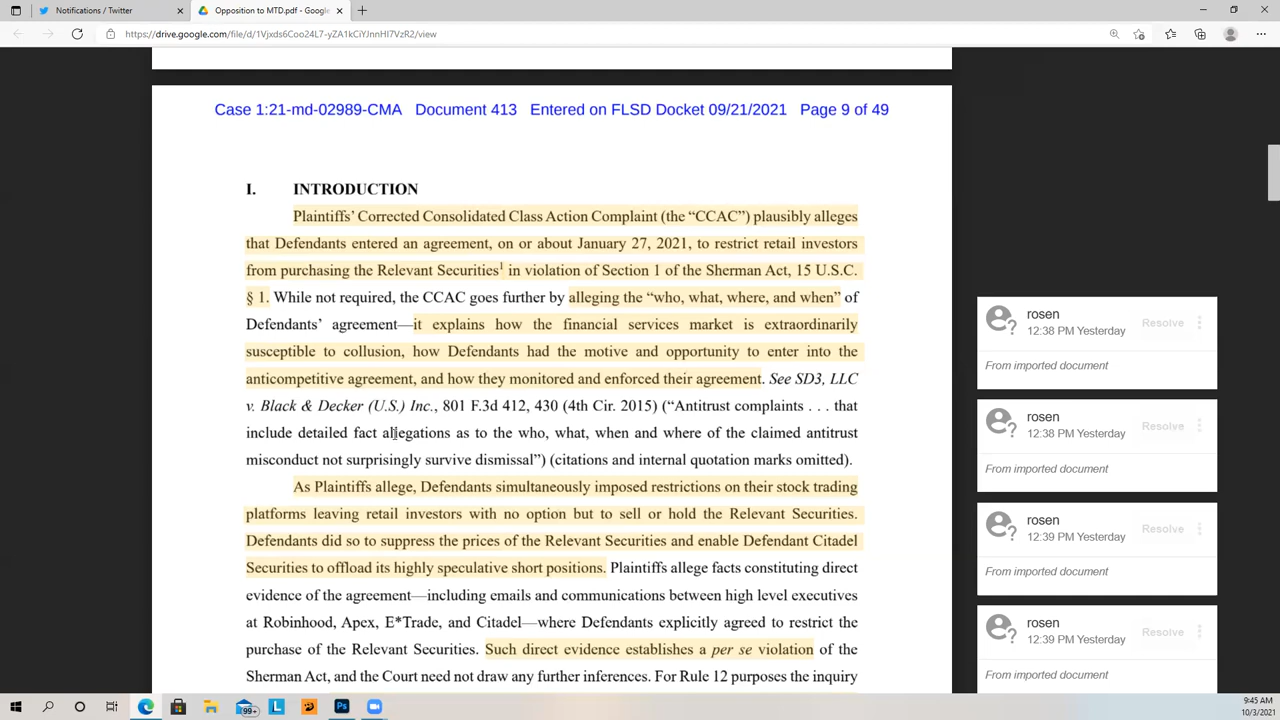 Notifications / Twitter
Opposition to MTD.pdf - Google
https://drive.google.com/file/d/1Vjxds6Coo24L7-yZA1kCiYJnnHI7VzR2/view
Case 1:21-md-02989-CMA Document 413 Entered on FLSD Docket 09/21/2021 Page 9 of 49
I. INTRODUCTION
Plaintiffs’ Corrected Consolidated Class Action Complaint (the “CCAC”) plausibly alleges
that Defendants entered an agreement, on or about January 27, 2021, to restrict retail investors
from purchasing the Relevant Securities1 in violation of Section 1 of the Sherman Act, 15 U.S.C.
§ 1. While not required, the CCAC goes further by alleging the “who, what, where, and when” of
Defendants’ agreement—it explains how the financial services market is extraordinarily
susceptible to collusion, how Defendants had the motive and opportunity to enter into the
anticompetitive agreement, and how they monitored and enforced their agreement. See SD3, LLC
v. Black & Decker (U.S.) Inc., 801 F.3d 412, 430 (4th Cir. 2015) (“Antitrust complaints . . . that
include detailed fact allegations as to the who, what, when and where of the claimed antitrust
misconduct not surprisingly survive dismissal”) (citations and internal quotation marks omitted).
As Plaintiffs allege, Defendants simultaneously imposed restrictions on their stock trading
platforms leaving retail investors with no option but to sell or hold the Relevant Securities.
Defendants did so to suppress the prices of the Relevant Securities and enable Defendant Citadel
Securities to offload its highly speculative short positions. Plaintiffs allege facts constituting direct
evidence of the agreement—including emails and communications between high level executives
at Robinhood, Apex, E*Trade, and Citadel—where Defendants explicitly agreed to restrict the
purchase of the Relevant Securities. Such direct evidence establishes a per se violation of the
Sherman Act, and the Court need not draw any further inferences. For Rule 12 purposes the inquiry
rosen
12:38 PM Yesterday
Resolve
From imported document
rosen
12:38 PM Yesterday
Resolve
From imported document
rosen
12:39 PM Yesterday
Resolve
From imported document
rosen
12:39 PM Yesterday
Resolve
From imported document
99+
L
Ps
9:45 AM
10/3/2021